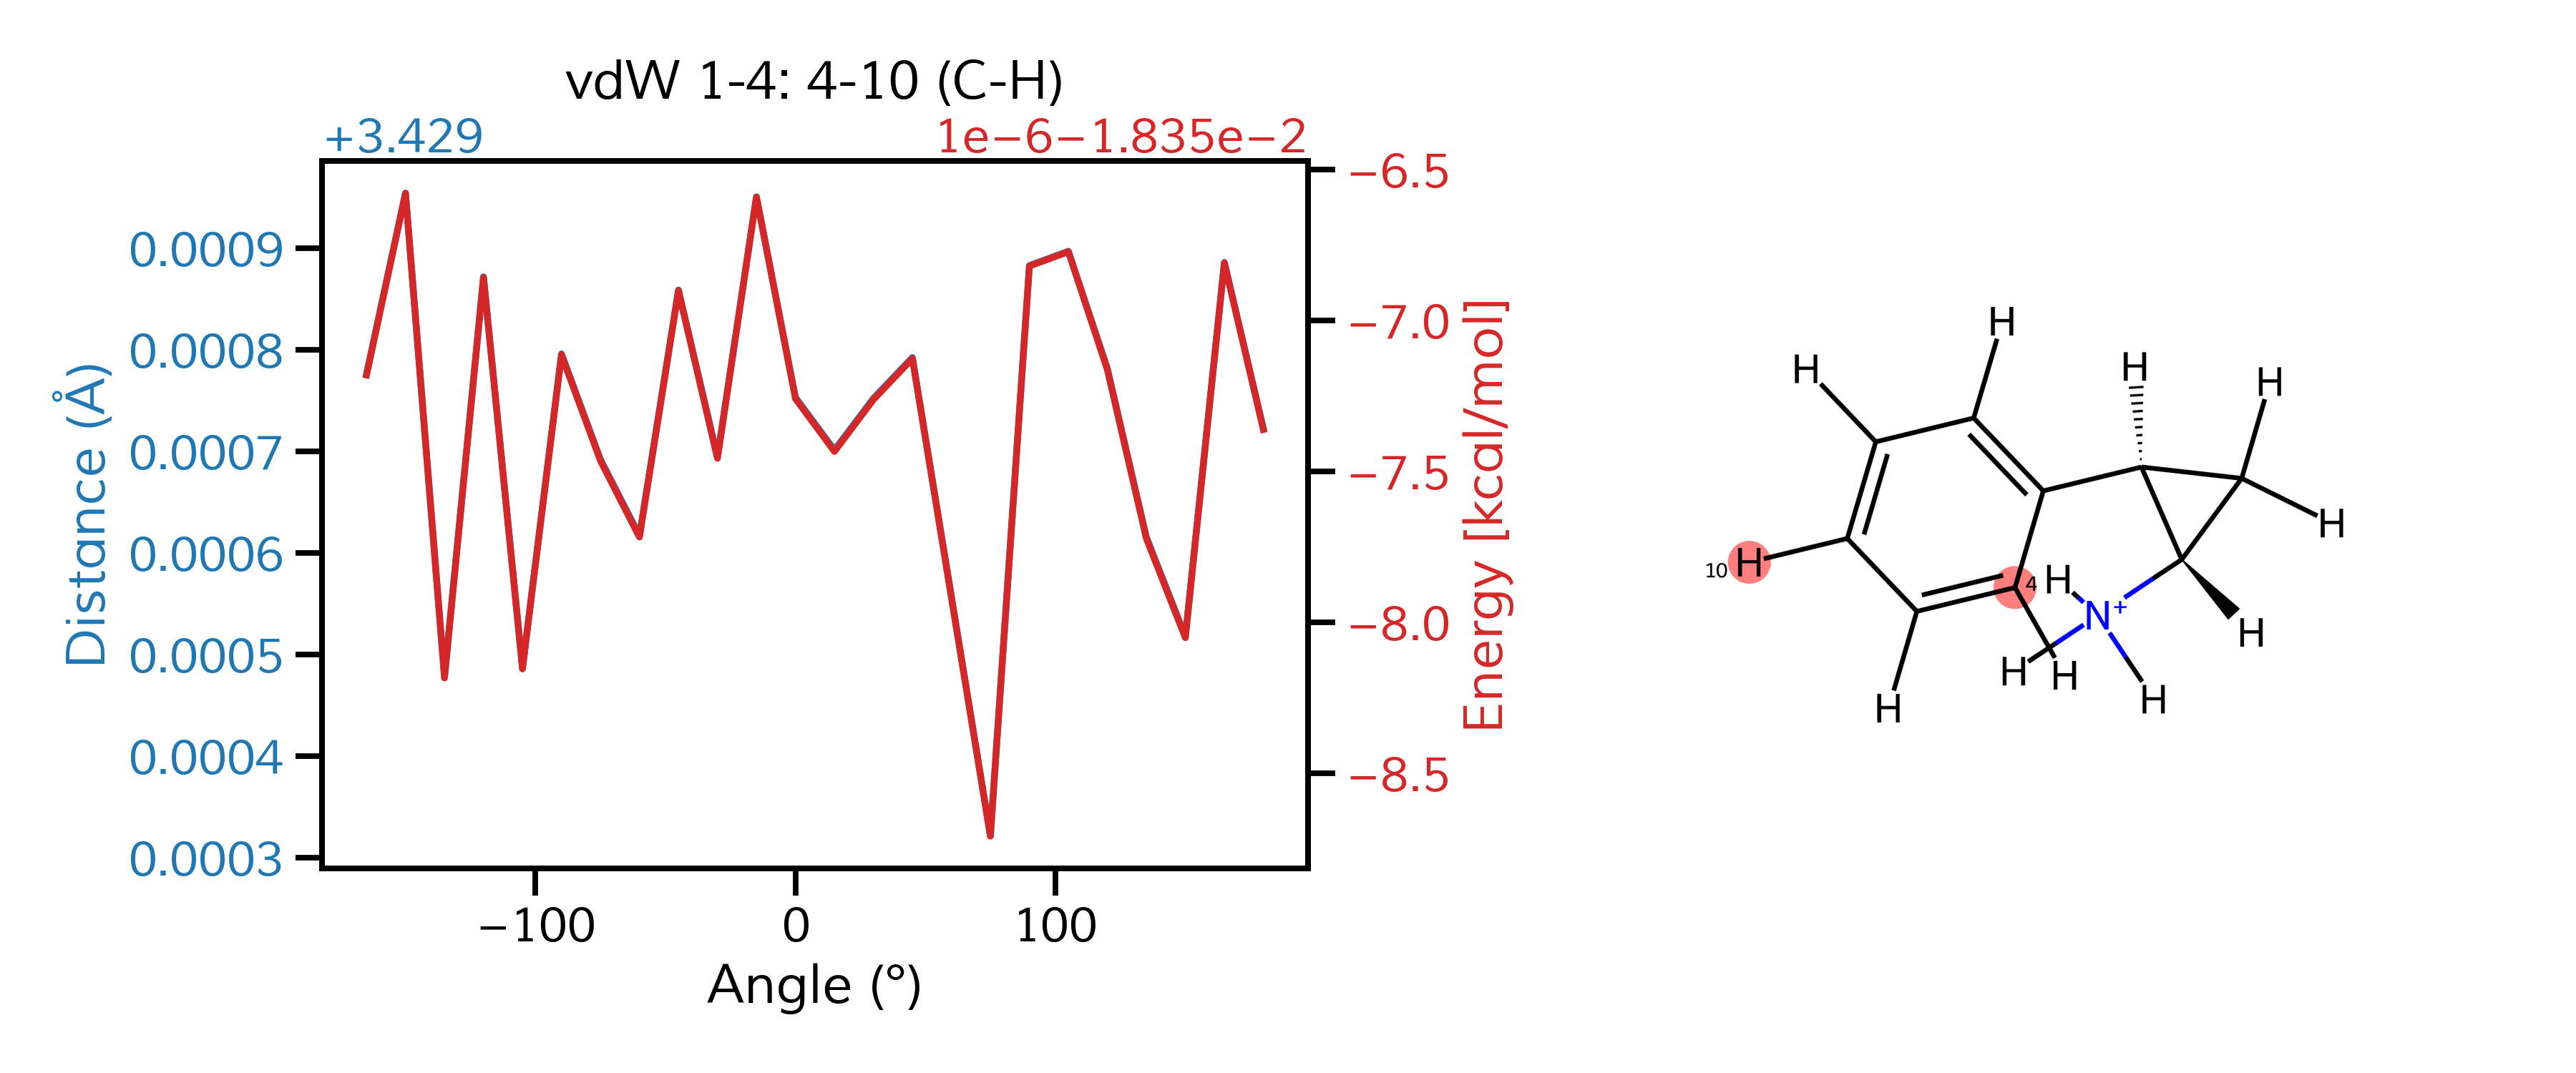 vdW 1-4: 4-10 (C-H)
+3.429
1e−6−1.835e−2
0.0009
0.0008
0.0007
0.0006
0.0005
0.0004
0.0003
Distance (Å)
−6.5
−7.0
−7.5
−8.0
−8.5
Energy [kcal/mol]
−100 0 100
Angle (°)
H
H
H
H
H
10 H
4 H
N+
H
H H
H
H